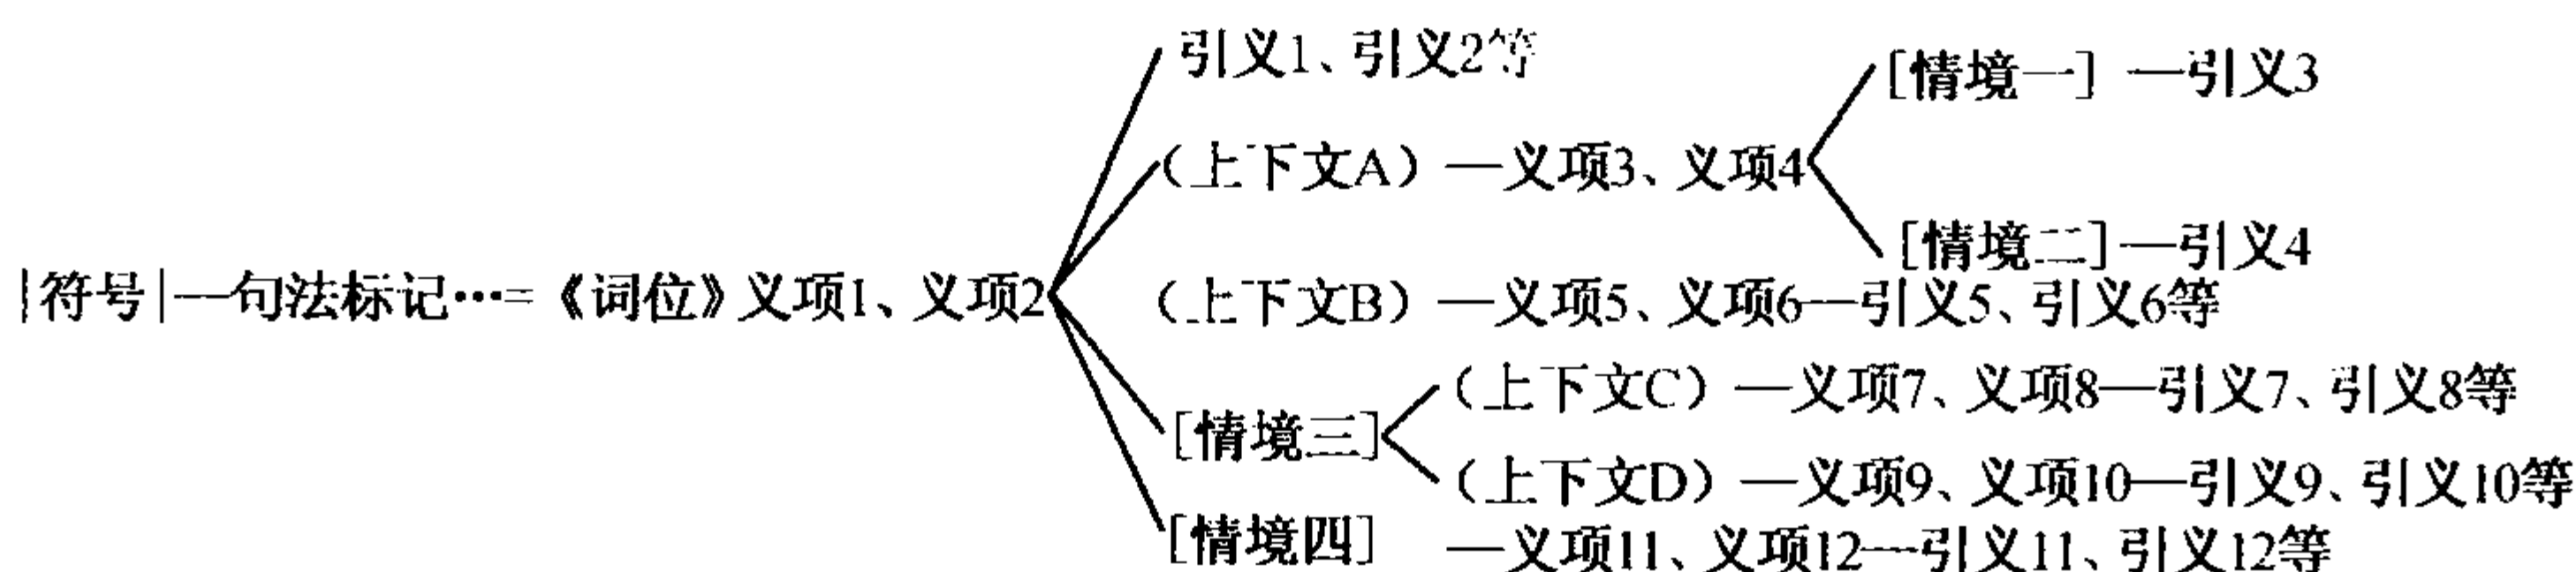 引义1、引义2等
[情境一] —引义3
(上下文A) —义项3、义项4
[情境二]—引义4
|符号|—句法标记…=《词位》义项1、义项2
(上下文B) —义项5、义项6—引义5、引义6等
(上下文C) —义项7、义项8—引义7、引义8等
[情境三]
(上下文D) —义项9、义项10—引义9、引义10等
[情境四] —义项11、义项12—引义11、引义12等